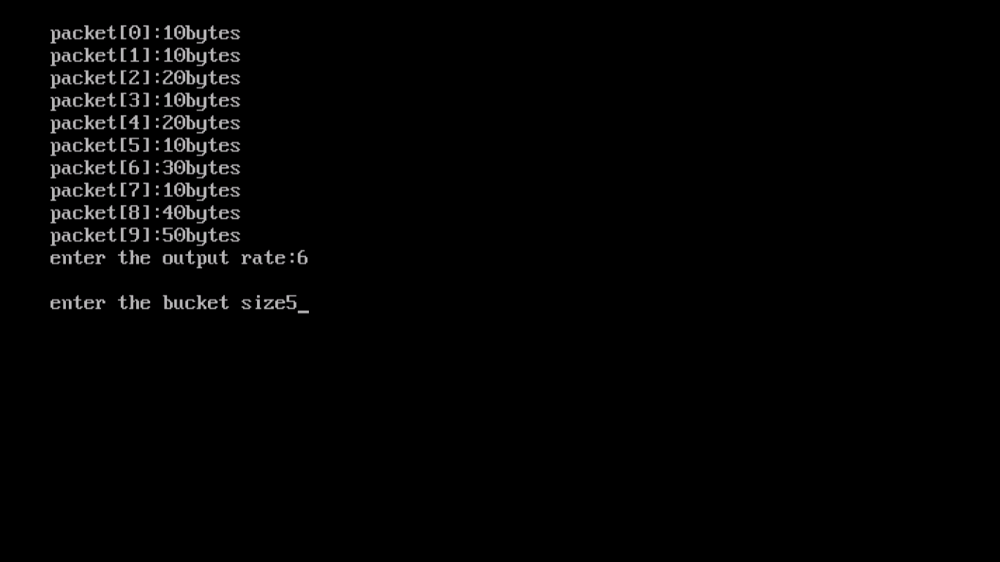 packet[0]:10bytes
packet[1]:10bytes
packet[2]:20bytes
packet[3]:10bytes
packet[4]:20bytes
packet[5]:10bytes
packet[6]:30bytes
packet[7]:10bytes
packet[8]:40bytes
packet[9]:50bytes
enter the output rate:6
enter the bucket size5_